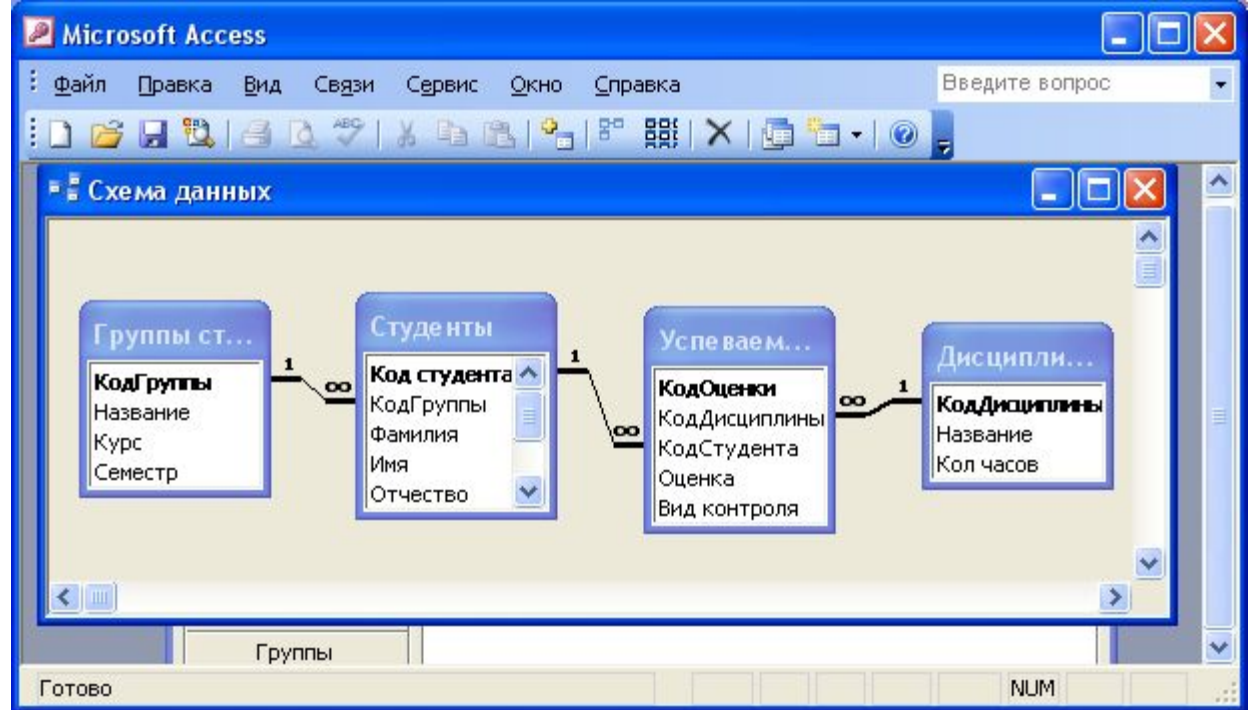 Microsoft Access
Файл Правка Вид Связи Сервис Окно Справка Введите вопрос
ABC
Схема данных
Группы ст...
КодГруппы
Название
Курс
Семестр
1
∞
Студенты
Код студента
КодГруппы
Фамилия
Имя
Отчество
1
∞
Успеваем...
КодОценки
КодДисциплины
КодСтудента
Оценка
Вид контроля
∞
1
Дисципли...
КодДисциплины
Название
Кол часов
Группы
Готово NUM